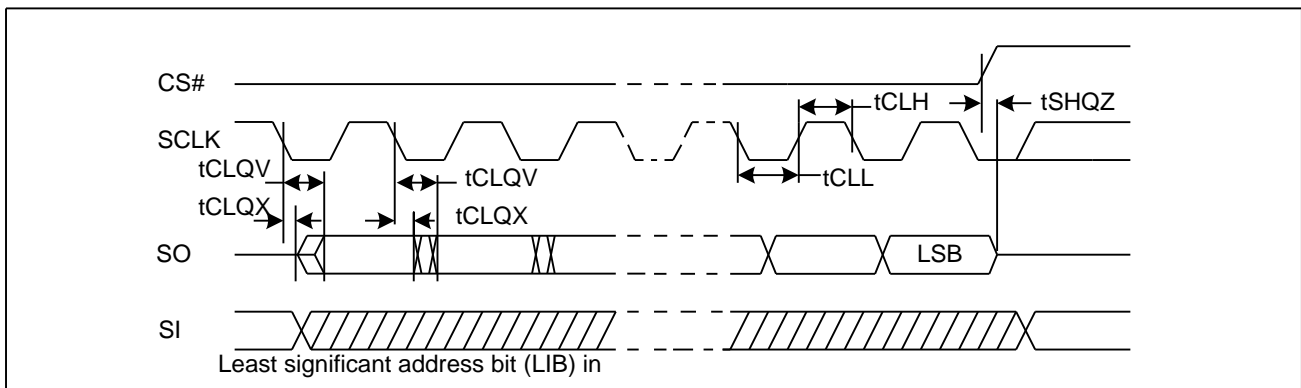 CS#
tCLH
tSHQZ
SCLK
tCLQV
tCLQV
tCLL
tCLQX
tCLQX
SO
LSB
SI
Least significant address bit (LIB) in